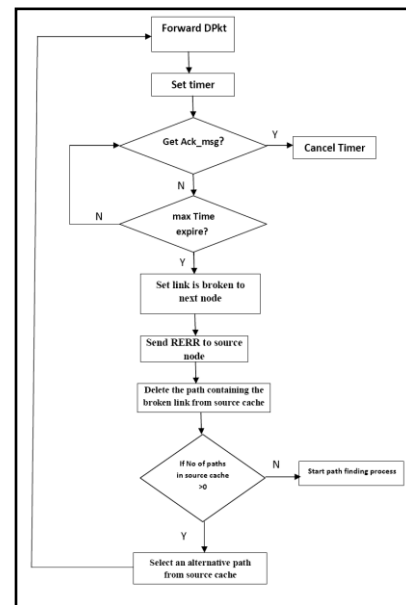 Forward DPkt
Set timer
Get Ack_msg?
Y
Cancel Timer
N
N
max Time
expire?
Y
Set link is broken to
next node
Send RERR to source
node
Delete the path containing the
broken link from source cache
If No of paths
in source cache
>0
N
Start path finding process
Y
Select an alternative path
from source cache